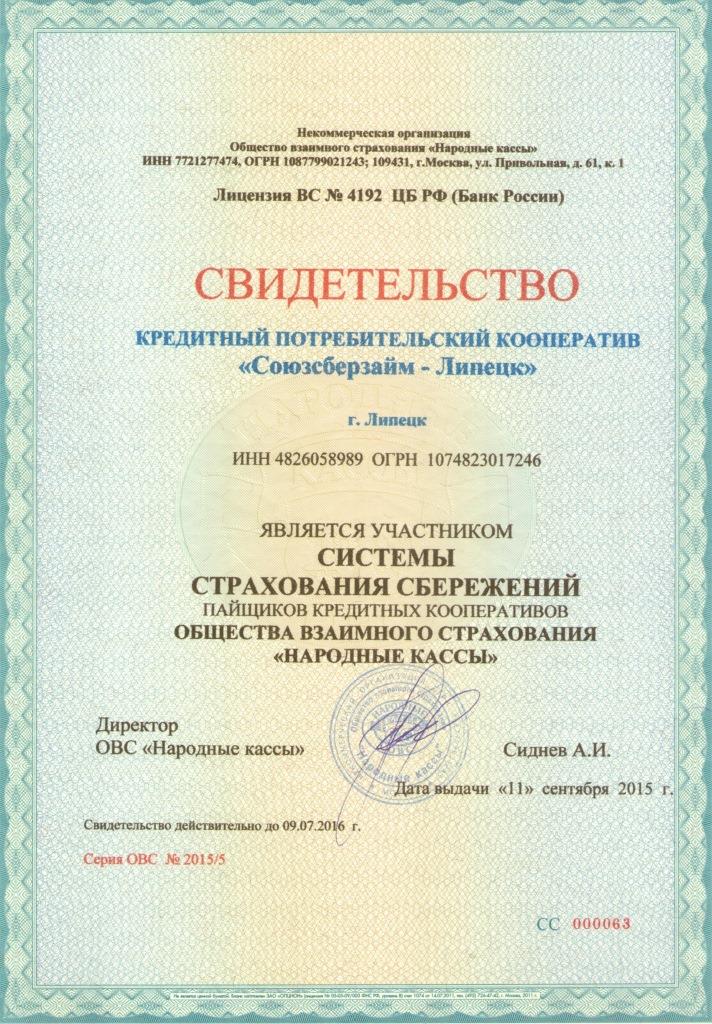 Некоммерческая организация
Общество взаимного страхования «Народные кассы»
ИНН 7721277474, ОГРН 1087799021243; 109431, г.Москва, ул. Привольная, д. 61, к. 1
Лицензия ВС № 4192 ЦБ РФ (Банк России)
СВИДЕТЕЛЬСТВО
КРЕДИТНЫЙ ПОТРЕБИТЕЛЬСКИЙ КООПЕРАТИВ
«Союзсберзайм - Липецк»
г. Липецк
ИНН 4826058989 ОГРН 1074823017246
ЯВЛЯЕТСЯ УЧАСТНИКОМ
СИСТЕМЫ
СТРАХОВАНИЯ СБЕРЕЖЕНИЙ
ПАЙЩИКОВ КРЕДИТНЫХ КООПЕРАТИВОВ
ОБЩЕСТВА ВЗАИМНОГО СТРАХОВАНИЯ
«НАРОДНЫЕ КАССЫ»
Директор
ОВС «Народные кассы»
Сиднев А.И.
"Народные кассы"
Дата выдачи «11» сентября 2015 г.
Свидетельство действительно до 09.07.2016 г.
Серия ОВС № 2015/5
СС 000063